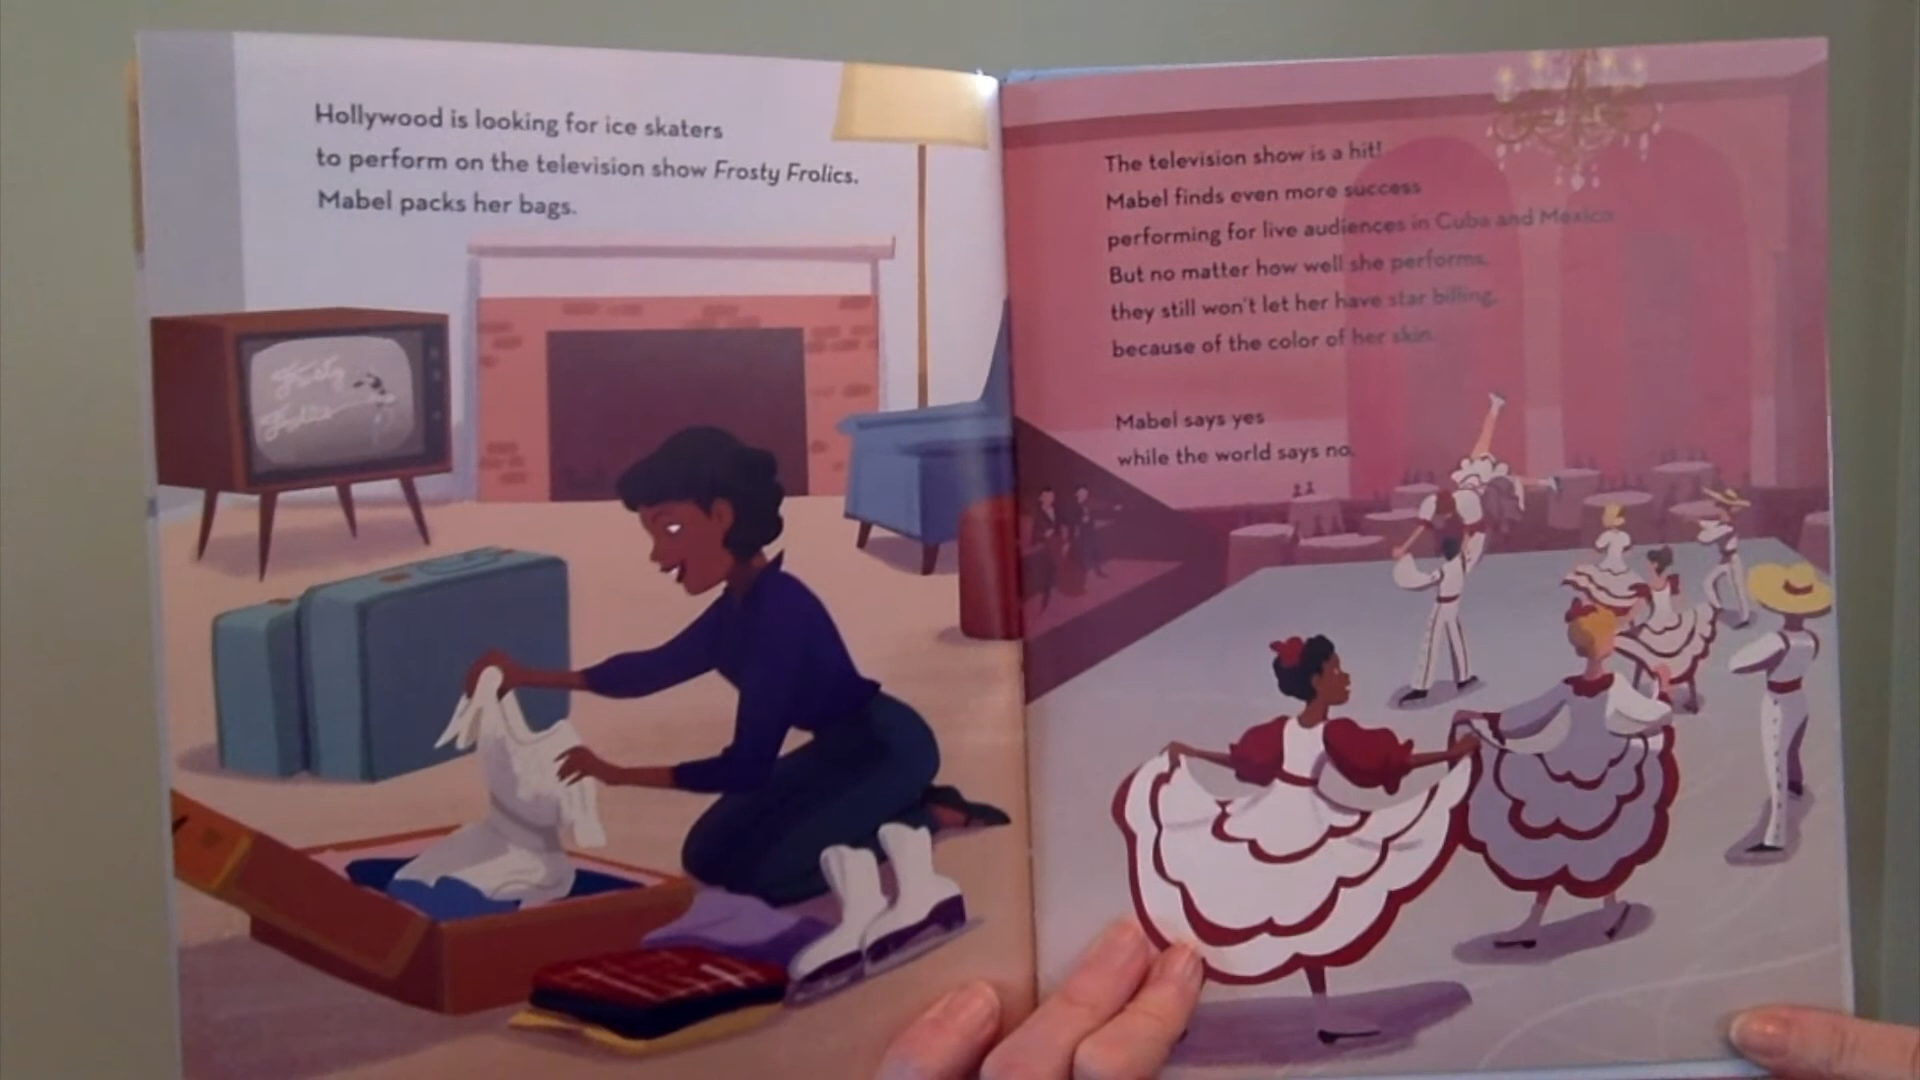 Hollywood is looking for ice skaters
to perform on the television show Frosty Frolics.
Mabel packs her bags.
Frosty
Frolics
The television show is a hit!
Mabel finds even more success
performing for live audiences in Cuba and Mexico.
But no matter how well she performs,
they still won't let her have star billing,
because of the color of her skin.
Mabel says yes
while the world says no.